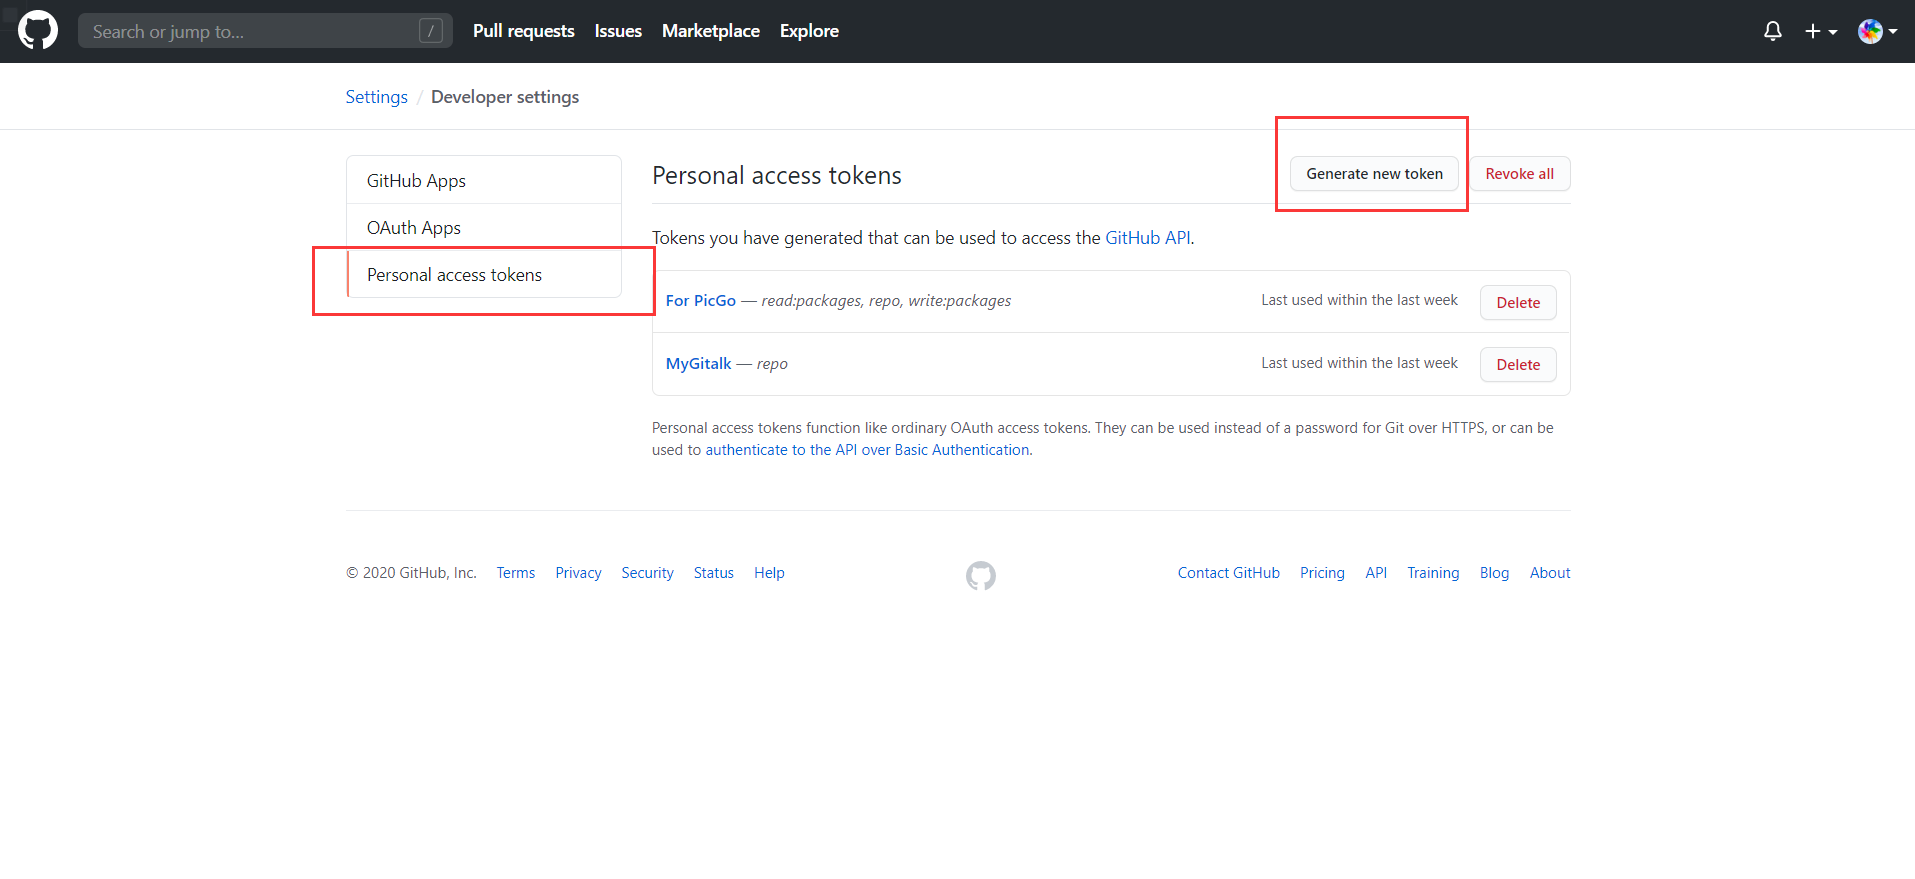 Search or jump to... /
Pull requests Issues Marketplace Explore
Settings / Developer settings
GitHub Apps
OAuth Apps
Personal access tokens
Personal access tokens
Generate new token
Revoke all
Tokens you have generated that can be used to access the GitHub API.
For PicGo — read:packages, repo, write:packages
Last used within the last week
Delete
MyGitalk — repo
Last used within the last week
Delete
Personal access tokens function like ordinary OAuth access tokens. They can be used instead of a password for Git over HTTPS, or can be
used to authenticate to the API over Basic Authentication.
© 2020 GitHub, Inc. Terms Privacy Security Status Help
Contact GitHub Pricing API Training Blog About